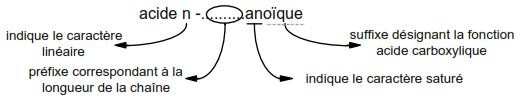 acide n -.........anoïque
indique le caractère
linéaire
suffixe désignant la fonction
acide carboxylique
préfixe correspondant à la
longueur de la chaîne
indique le caractère saturé